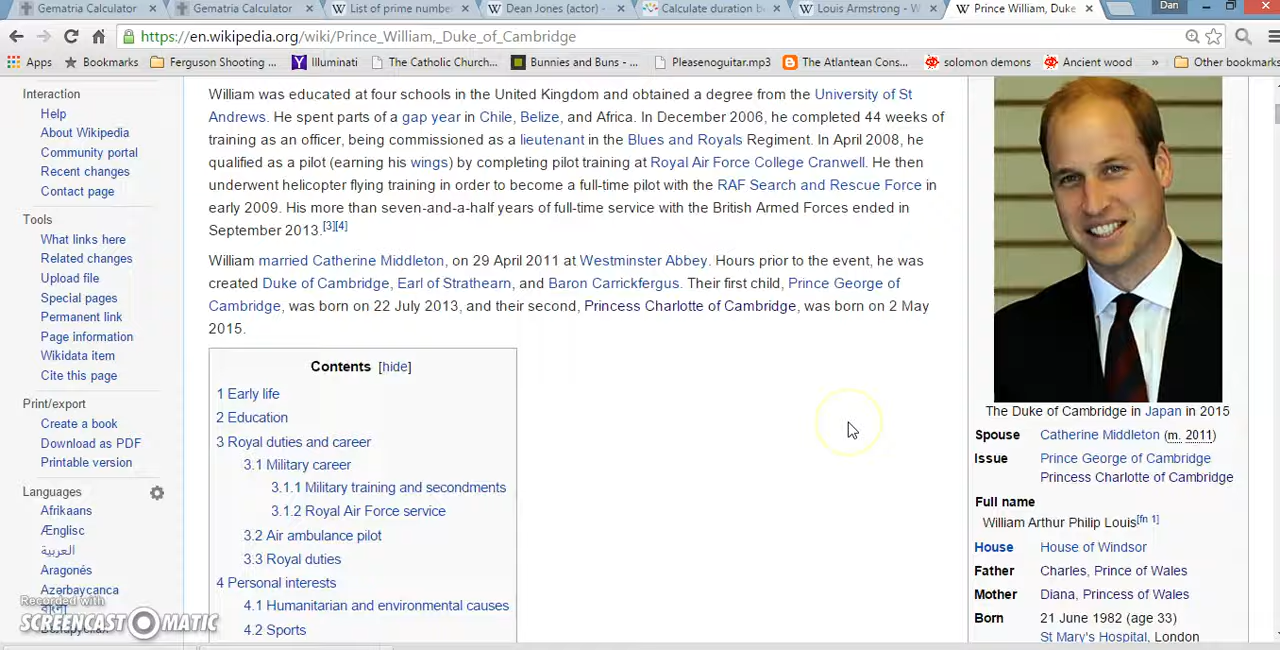 Gematria Calculator
Gematria Calculator
List of prime number
Dean Jones (actor) -
Calculate duration be
Louis Armstrong - W
Prince William, Duke
Dan
https://en.wikipedia.org/wiki/Prince_William,_Duke_of_Cambridge
Apps
Bookmarks
Ferguson Shooting ...
Illuminati
The Catholic Church...
Bunnies and Buns - ...
Pleasenoguitar.mp3
The Atlantean Cons...
solomon demons
Ancient wood
»
Other bookmarks
Interaction
Help
About Wikipedia
Community portal
Recent changes
Contact page
Tools
What links here
Related changes
Upload file
Special pages
Permanent link
Page information
Wikidata item
Cite this page
Print/export
Create a book
Download as PDF
Printable version
Languages
Afrikaans
Ænglisc
العربية
Aragonés
Azərbaycanca
Recorded with
SCREENCAST-O-MATIC
William was educated at four schools in the United Kingdom and obtained a degree from the University of St
Andrews. He spent parts of a gap year in Chile, Belize, and Africa. In December 2006, he completed 44 weeks of
training as an officer, being commissioned as a lieutenant in the Blues and Royals Regiment. In April 2008, he
qualified as a pilot (earning his wings) by completing pilot training at Royal Air Force College Cranwell. He then
underwent helicopter flying training in order to become a full-time pilot with the RAF Search and Rescue Force in
early 2009. His more than seven-and-a-half years of full-time service with the British Armed Forces ended in
September 2013.[3][4]
William married Catherine Middleton, on 29 April 2011 at Westminster Abbey. Hours prior to the event, he was
created Duke of Cambridge, Earl of Strathearn, and Baron Carrickfergus. Their first child, Prince George of
Cambridge, was born on 22 July 2013, and their second, Princess Charlotte of Cambridge, was born on 2 May
2015.
Contents [hide]
1 Early life
2 Education
3 Royal duties and career
3.1 Military career
3.1.1 Military training and secondments
3.1.2 Royal Air Force service
3.2 Air ambulance pilot
3.3 Royal duties
4 Personal interests
4.1 Humanitarian and environmental causes
4.2 Sports
The Duke of Cambridge in Japan in 2015
Spouse Catherine Middleton (m. 2011)
Issue Prince George of Cambridge
Princess Charlotte of Cambridge
Full name
William Arthur Philip Louis[fn 1]
House House of Windsor
Father Charles, Prince of Wales
Mother Diana, Princess of Wales
Born 21 June 1982 (age 33)
St Mary's Hospital, London